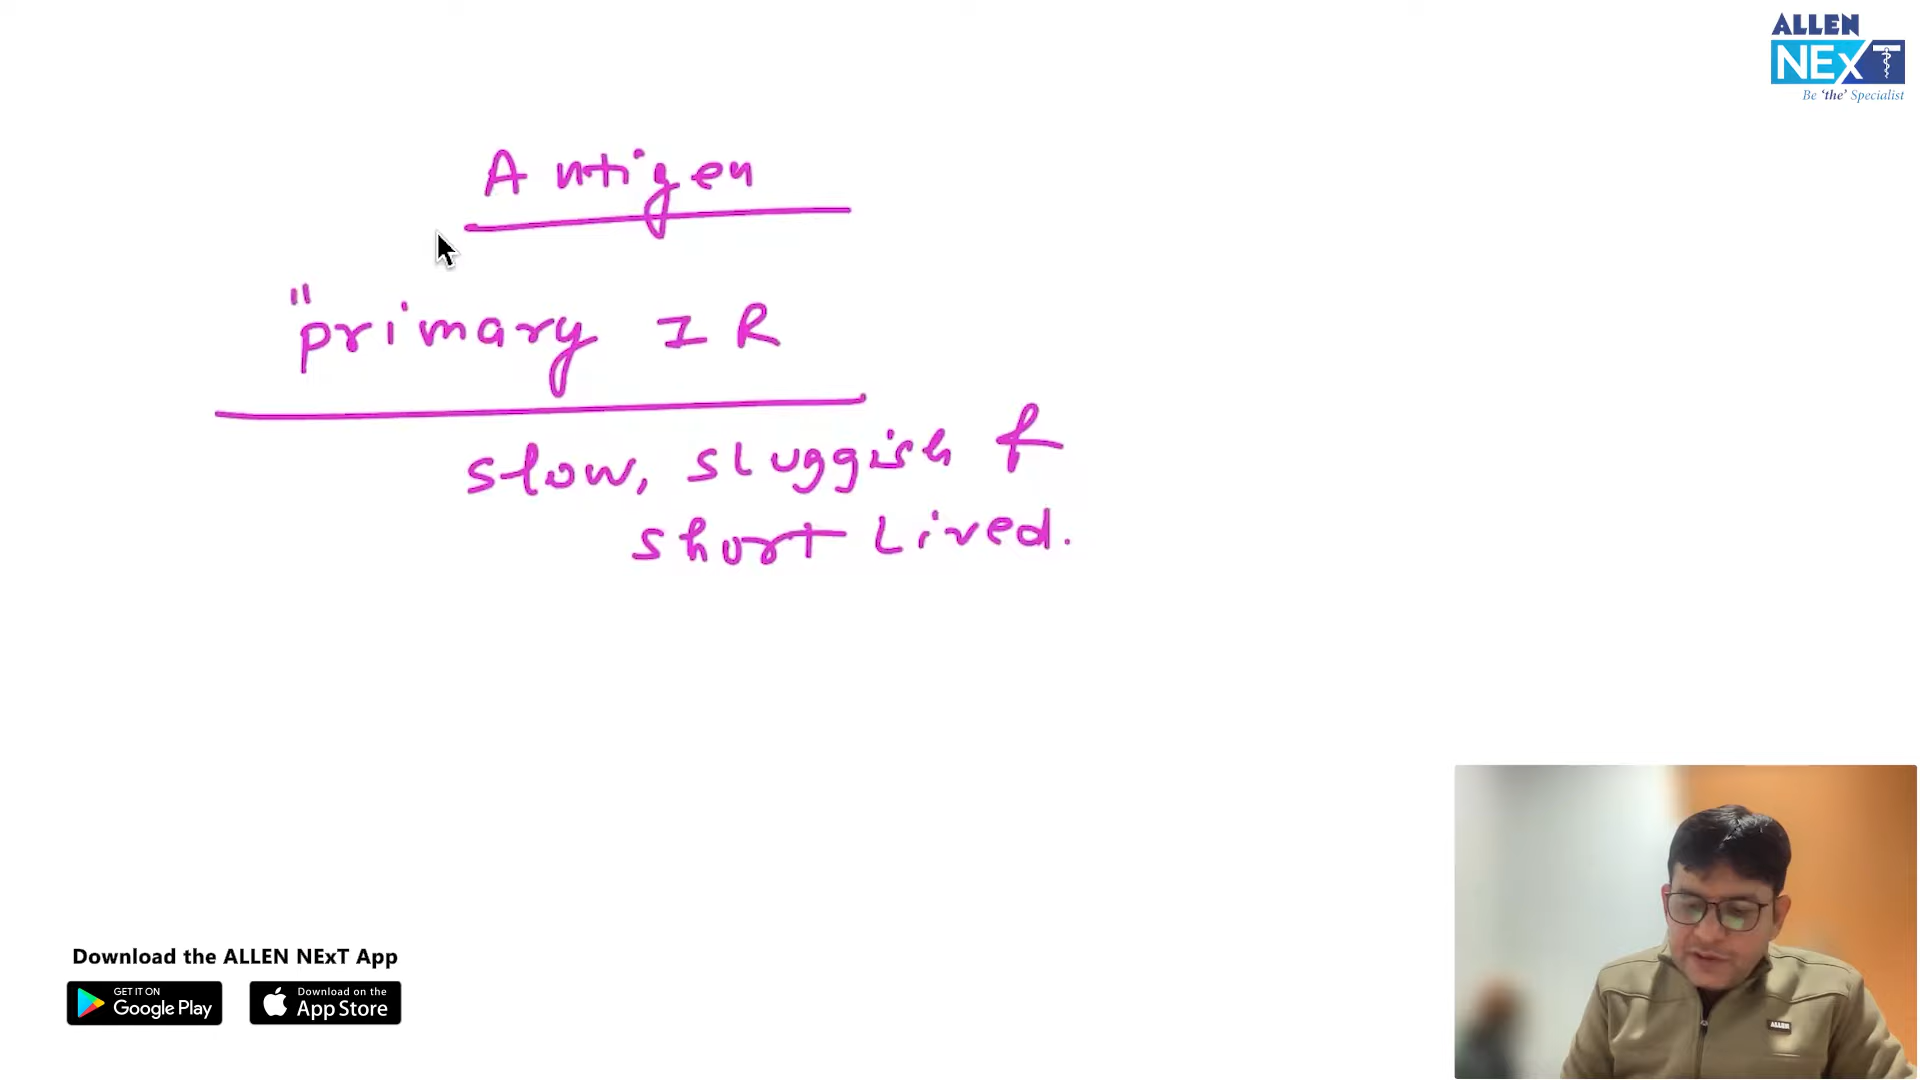 ALLEN
NExT
Be 'the' Specialist
Antigen
"primary IR
slow, sluggish &
short Lived.
Download the ALLEN NExT App
GET IT ON
Google Play
Download on the
App Store
ALLEN